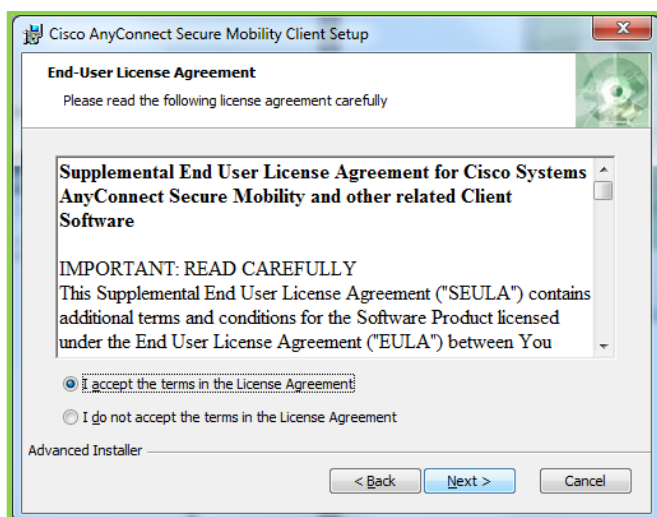 Cisco AnyConnect Secure Mobility Client Setup
End-User License Agreement
Please read the following license agreement carefully
Supplemental End User License Agreement for Cisco Systems
AnyConnect Secure Mobility and other related Client
Software
IMPORTANT: READ CAREFULLY
This Supplemental End User License Agreement ("SEULA") contains
additional terms and conditions for the Software Product licensed
under the End User License Agreement ("EULA") between You
I accept the terms in the License Agreement
I do not accept the terms in the License Agreement
Advanced Installer
< Back Next > Cancel